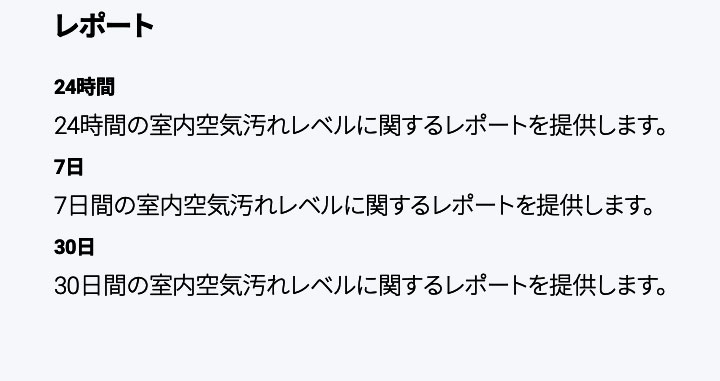 レポート
24時間
24時間の室内空気汚れレベルに関するレポートを提供します。
7日
7日間の室内空気汚れレベルに関するレポートを提供します。
30日
30日間の室内空気汚れレベルに関するレポートを提供します。